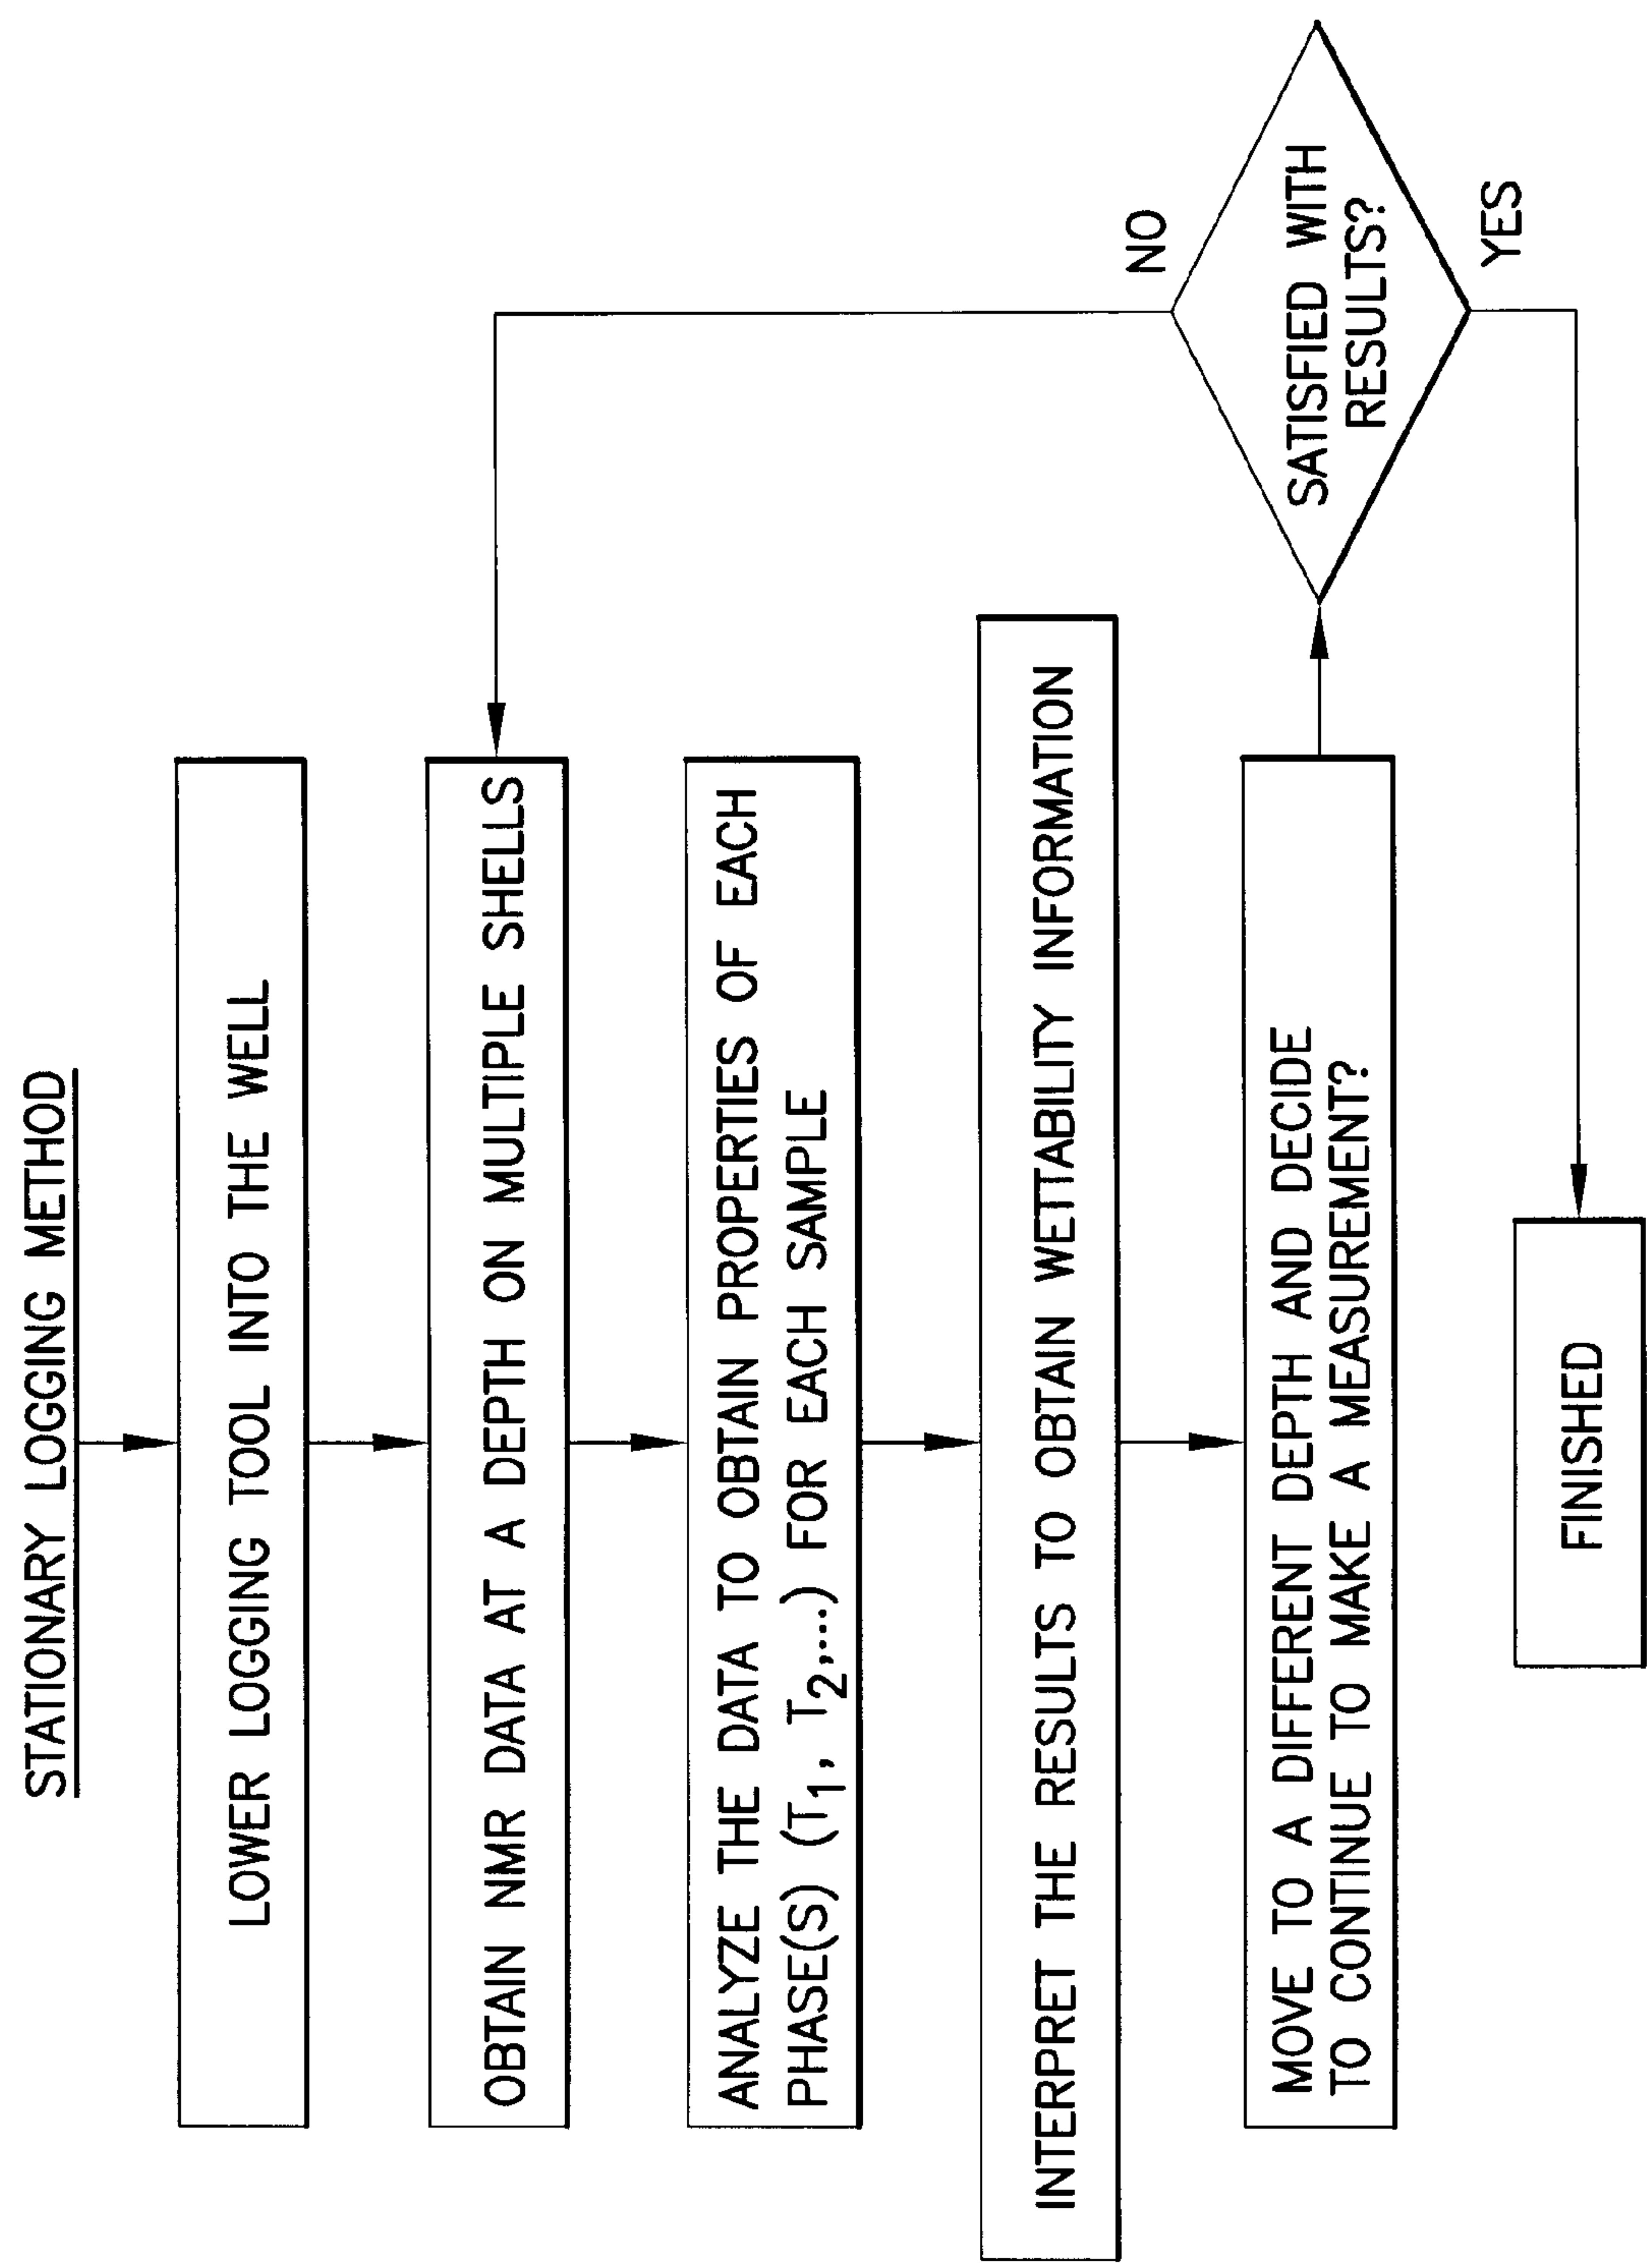 STATIONARY LOGGING METHOD
LOWER LOGGING TOOL INTO THE WELL
OBTAIN NMR DATA AT A DEPTH ON MULTIPLE SHELLS
ANALYZE THE DATA TO OBTAIN PROPERTIES OF EACH
PHASE(S) (T1, T2,...) FOR EACH SAMPLE
INTERPRET THE RESULTS TO OBTAIN WETTABILITY INFORMATION
MOVE TO A DIFFERENT DEPTH AND DECIDE
TO CONTINUE TO MAKE A MEASUREMENT?
NO
SATISFIED WITH
RESULTS?
YES
FINISHED